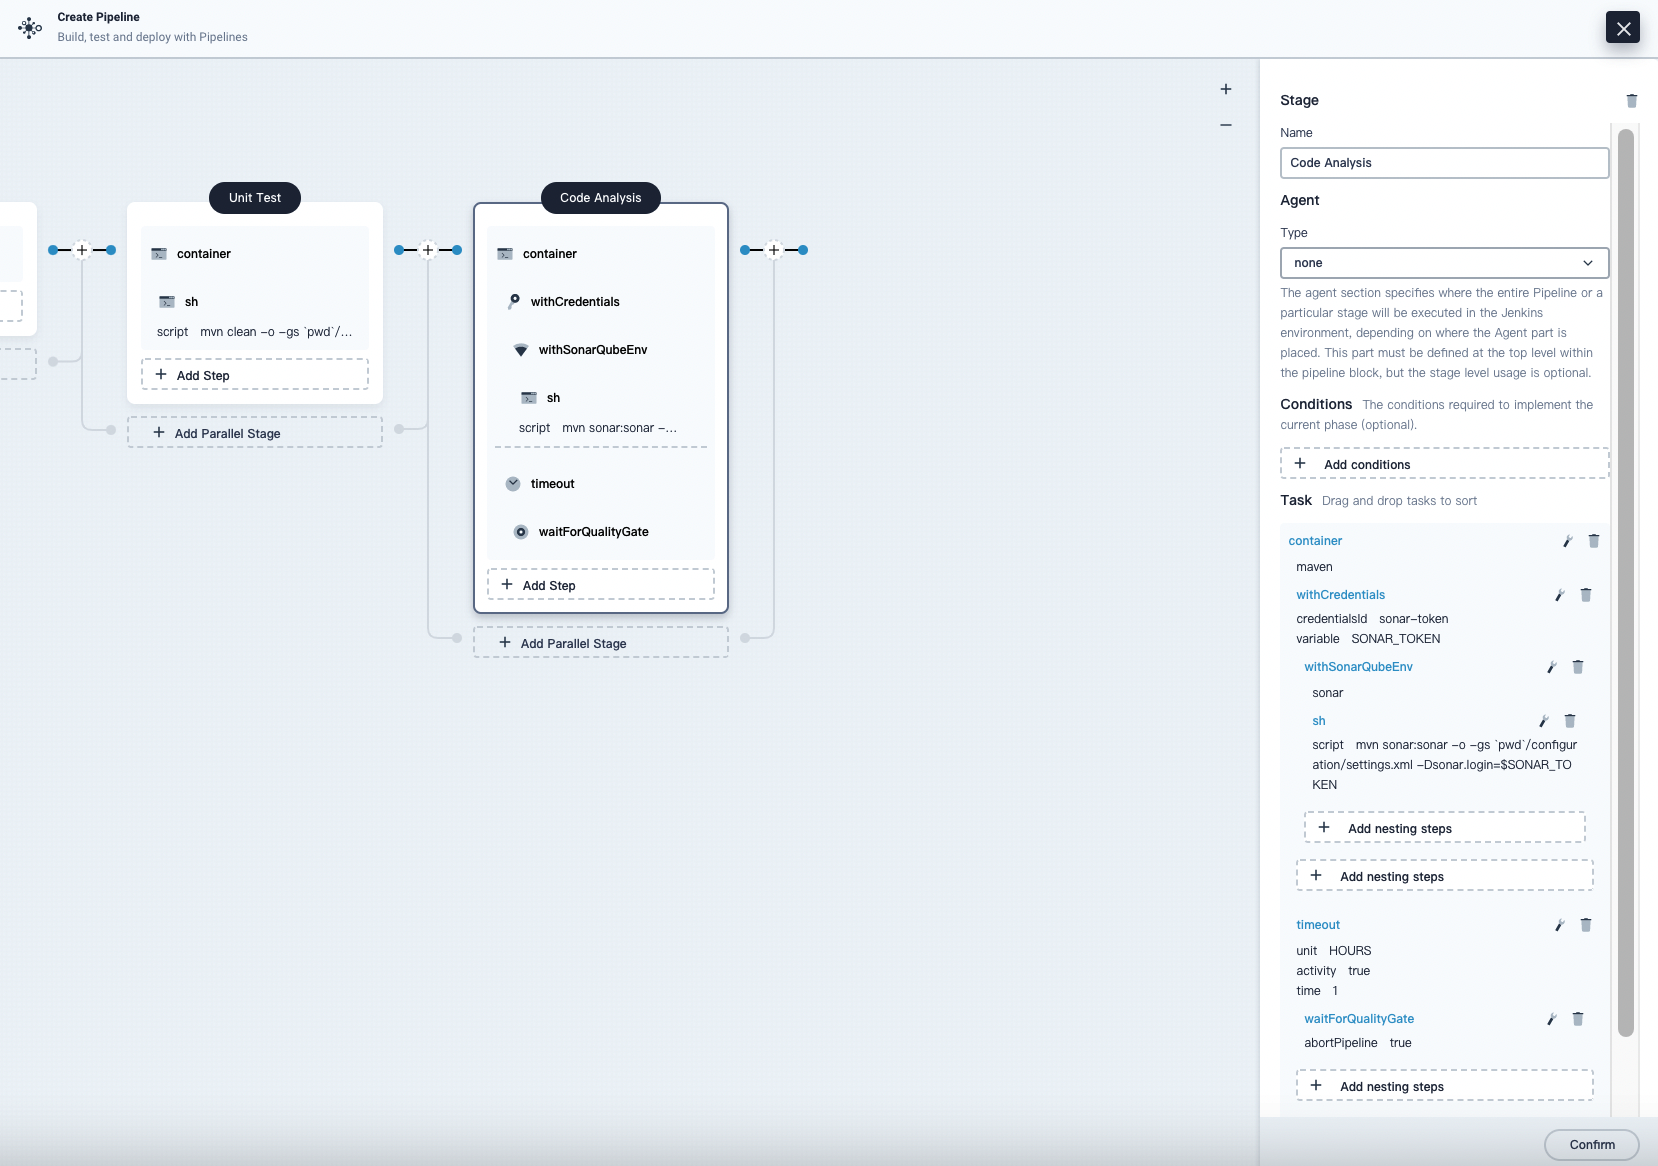 Create Pipeline
Build, test and deploy with Pipelines
Unit Test
container
sh
script mvn clean -o -gs `pwd`/...
Add Step
Add Parallel Stage
Code Analysis
container
withCredentials
withSonarQubeEnv
sh
script mvn sonar:sonar -...
timeout
waitForQualityGate
Add Step
Add Parallel Stage
Stage
Name
Code Analysis
Agent
Type
none
The agent section specifies where the entire Pipeline or a
particular stage will be executed in the Jenkins
environment, depending on where the Agent part is
placed. This part must be defined at the top level within
the pipeline block, but the stage level usage is optional.
Conditions The conditions required to implement the
current phase (optional).
Add conditions
Task Drag and drop tasks to sort
container
maven
withCredentials
credentialsId sonar-token
variable SONAR_TOKEN
withSonarQubeEnv
sonar
sh
script mvn sonar:sonar -o -gs `pwd`/configur
ation/settings.xml -Dsonar.login=$SONAR_TO
KEN
Add nesting steps
Add nesting steps
timeout
unit HOURS
activity true
time 1
waitForQualityGate
abortPipeline true
Add nesting steps
Confirm